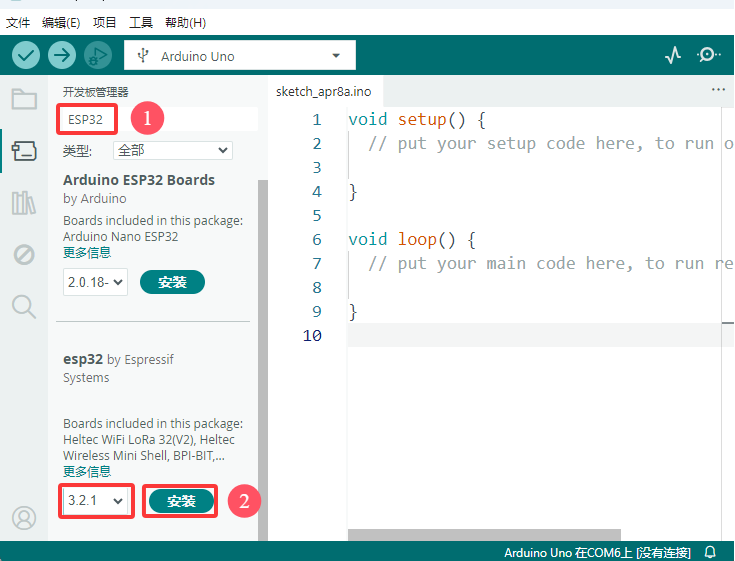 文件 编辑(E) 项目 工具 帮助(H)
Arduino Uno
开发板管理器
ESP32
1
类型: 全部
Arduino ESP32 Boards
by Arduino
Boards included in this package:
Arduino Nano ESP32
更多信息
2.0.18- 安装
esp32 by Espressif
Systems
Boards included in this package:
Heltec WiFi LoRa 32(V2), Heltec
Wireless Mini Shell, BPI-BIT,...
更多信息
3.2.1 安装 2
sketch_apr8a.ino
1 void setup() {
2 // put your setup code here, to run o
3
4 }
5
6 void loop() {
7 // put your main code here, to run re
8
9 }
10
Arduino Uno 在COM6上 [没有连接]